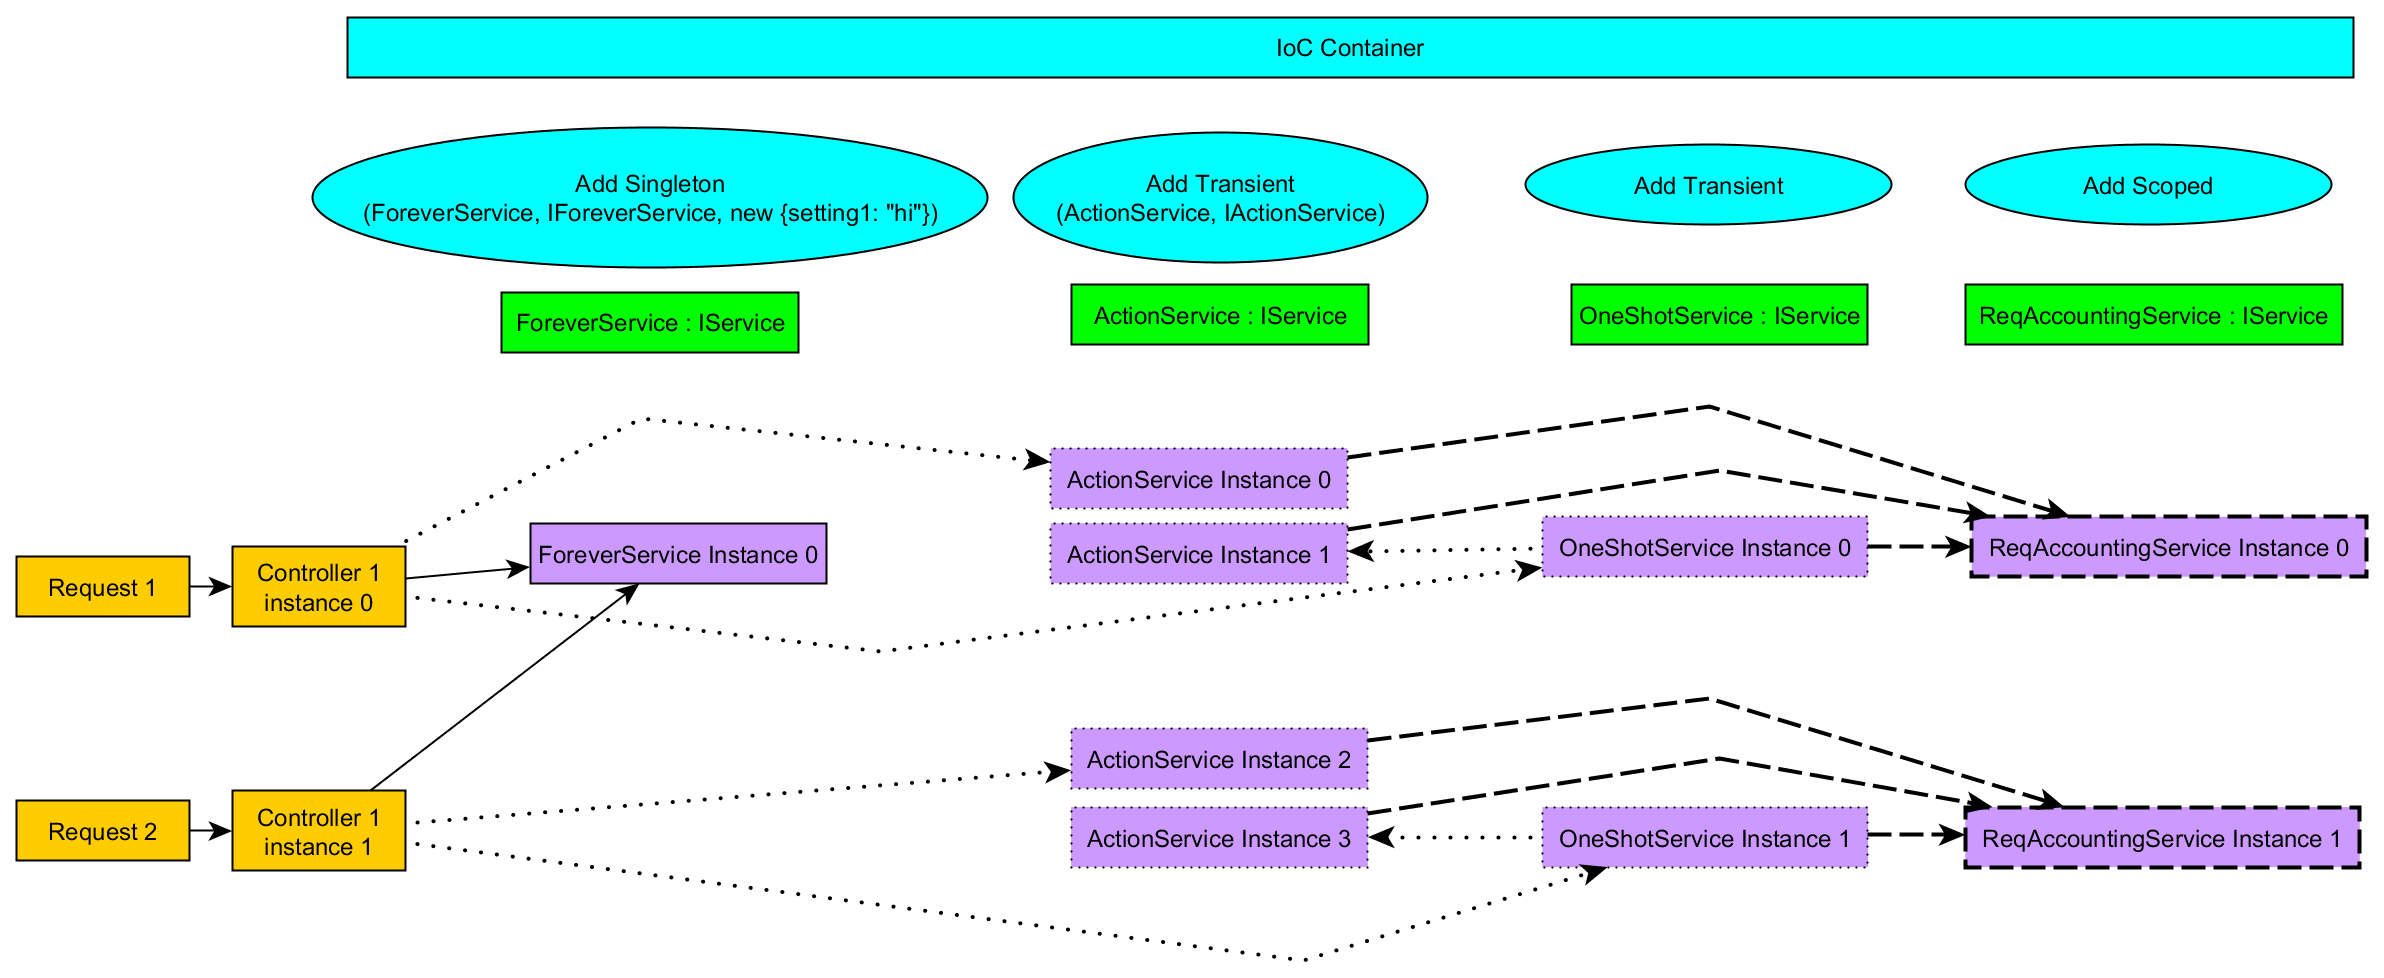 IoC Container
Add Singleton
(ForeverService, IForeverService, new {setting1: "hi"})
Add Transient
(ActionService, IActionService)
Add Transient
Add Scoped
ForeverService : IService
ActionService : IService
OneShotService : IService
ReqAccountingService : IService
ActionService Instance 0
Request 1
Controller 1
instance 0
ForeverService Instance 0
ActionService Instance 1
OneShotService Instance 0
ReqAccountingService Instance 0
ActionService Instance 2
Request 2
Controller 1
instance 1
ActionService Instance 3
OneShotService Instance 1
ReqAccountingService Instance 1